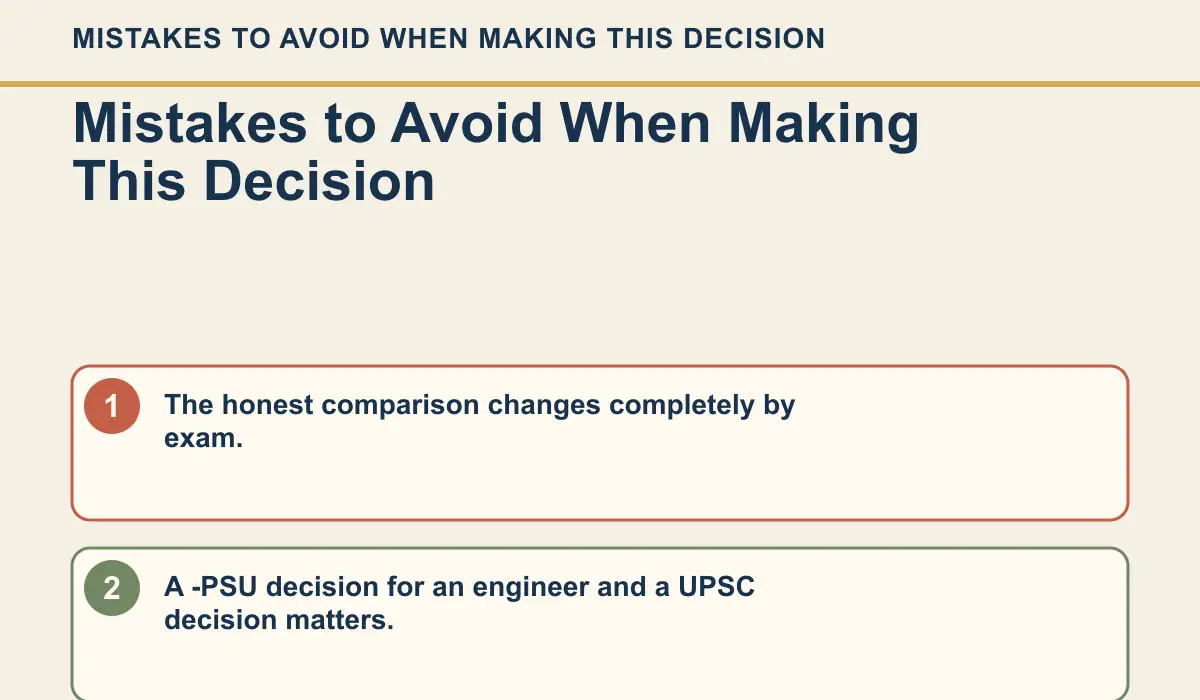 MISTAKES TO AVOID WHEN MAKING THIS DECISION
Mistakes to Avoid When Making
This Decision
1
The honest comparison changes completely by
exam.
2
A -PSU decision for an engineer and a UPSC
decision matters.